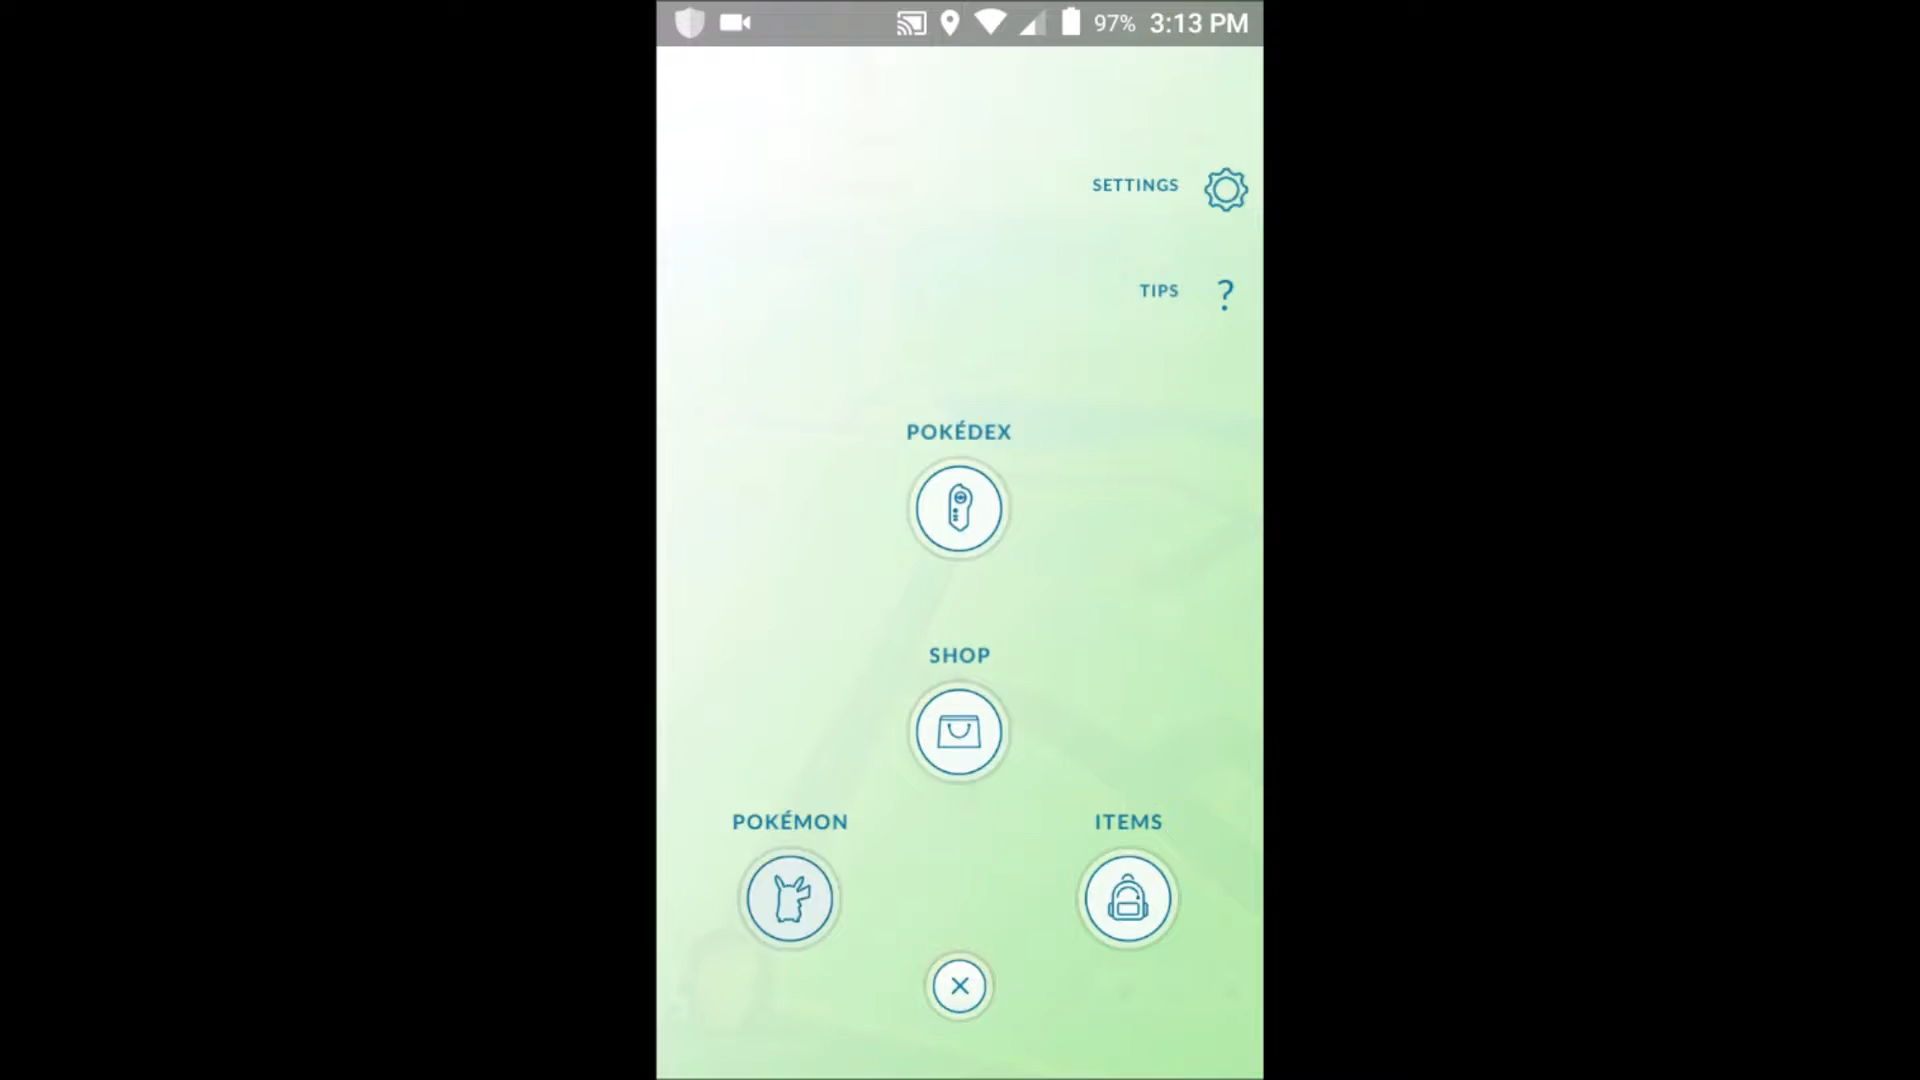 97% 3:13 PM
SETTINGS
TIPS ?
POKÉDEX
SHOP
POKÉMON
ITEMS